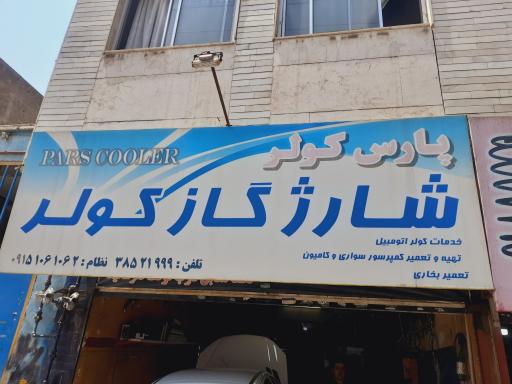 PARS COOLER
پارس کولر
شارژ گاز کولر
خدمات کولر اتومبیل
تهیه و تعمیر کمپرسور سواری و کامیون
تعمیر بخاری
تلفن : ۳۸۵۲۱۹۹۹ نظام : ۰۹۱۵۱۰۶۱۰۶۲